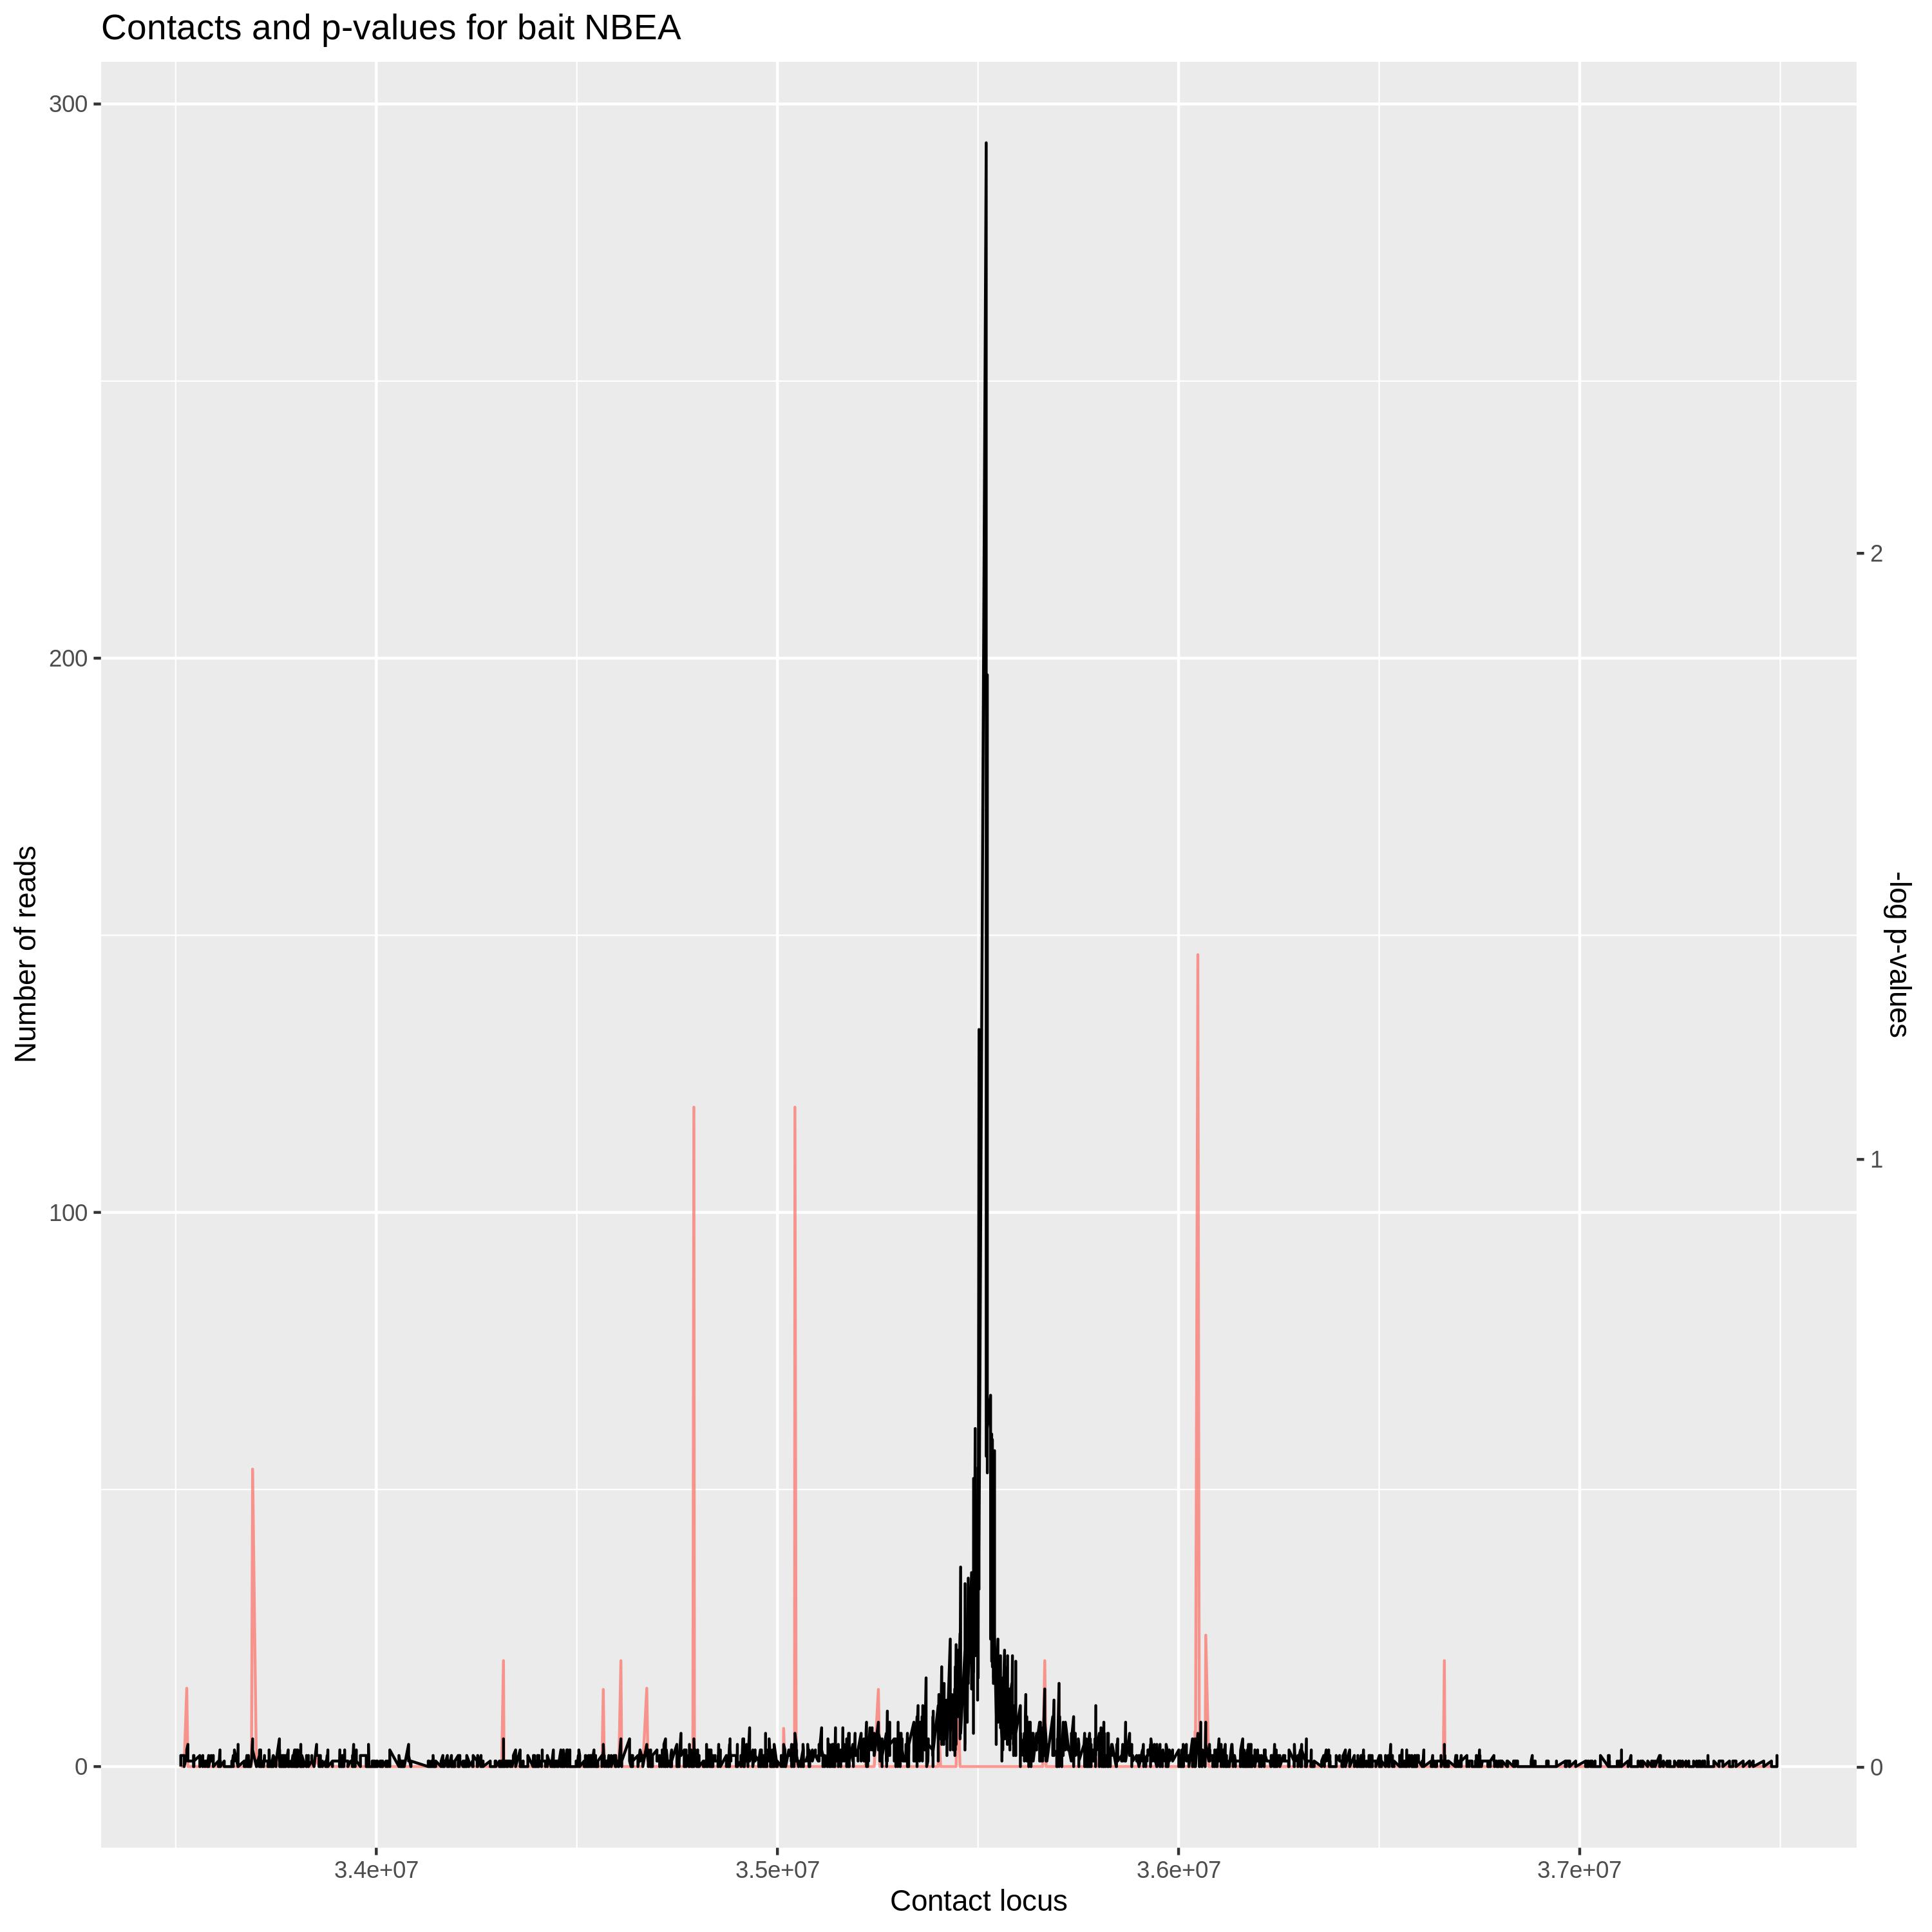 Contacts and p-values for bait NBEA
300
200
100
0
Number of reads
2
1
0
-log p-values
3.4e+07
3.5e+07
3.6e+07
3.7e+07
Contact locus